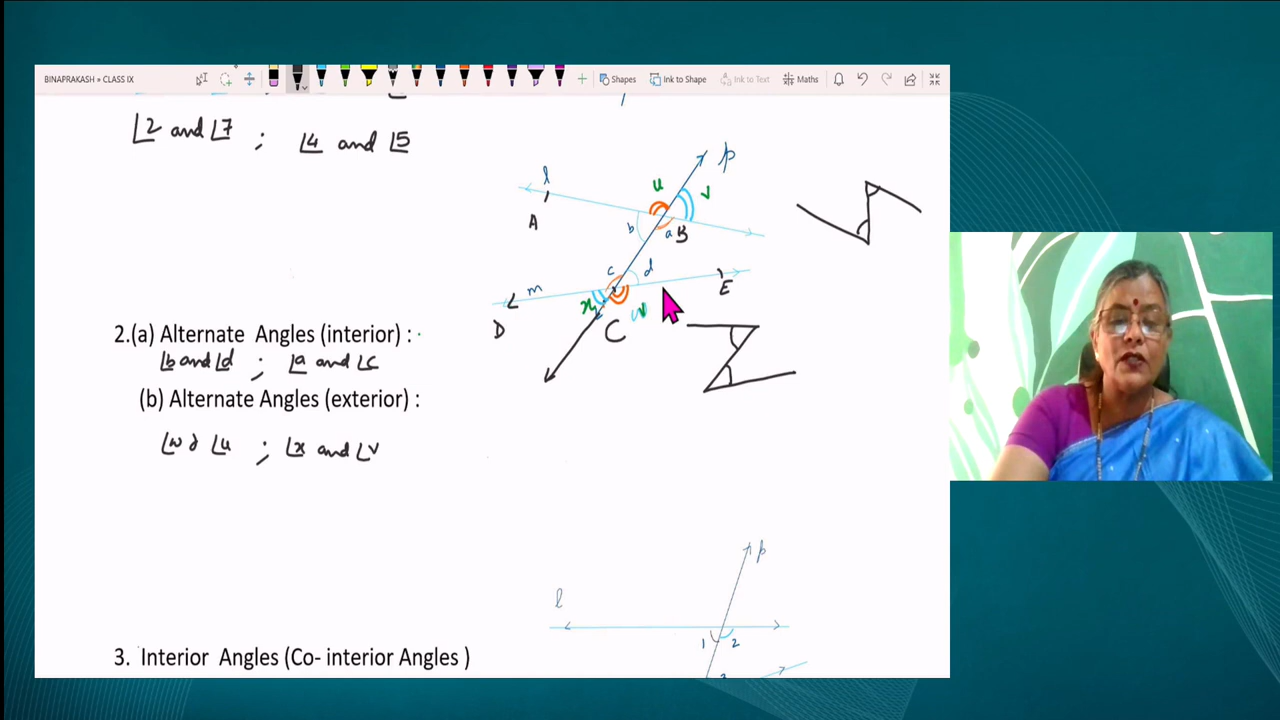 BINAPRAKASH » CLASS IX
Shapes
Ink to Shape
Ink to Text
Maths
∠2 and ∠7 ; ∠4 and ∠5
p
l
u
v
A
b
a B
c
d
m
E
x
w
D
C
2.(a) Alternate Angles (interior) :
∠b and ∠d ; ∠a and ∠c
(b) Alternate Angles (exterior) :
∠w & ∠u ; ∠x and ∠v
p
l
1 2
3. Interior Angles (Co- interior Angles )